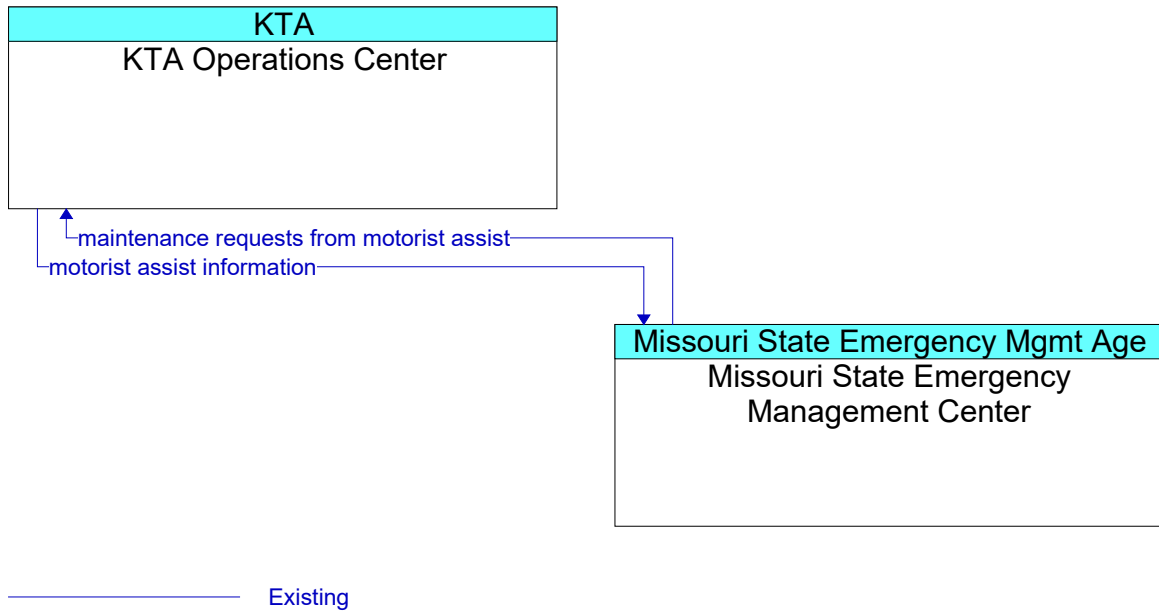 KTA
KTA Operations Center
maintenance requests from motorist assist
motorist assist information
Missouri State Emergency Mgmt Age
Missouri State Emergency
Management Center
Existing